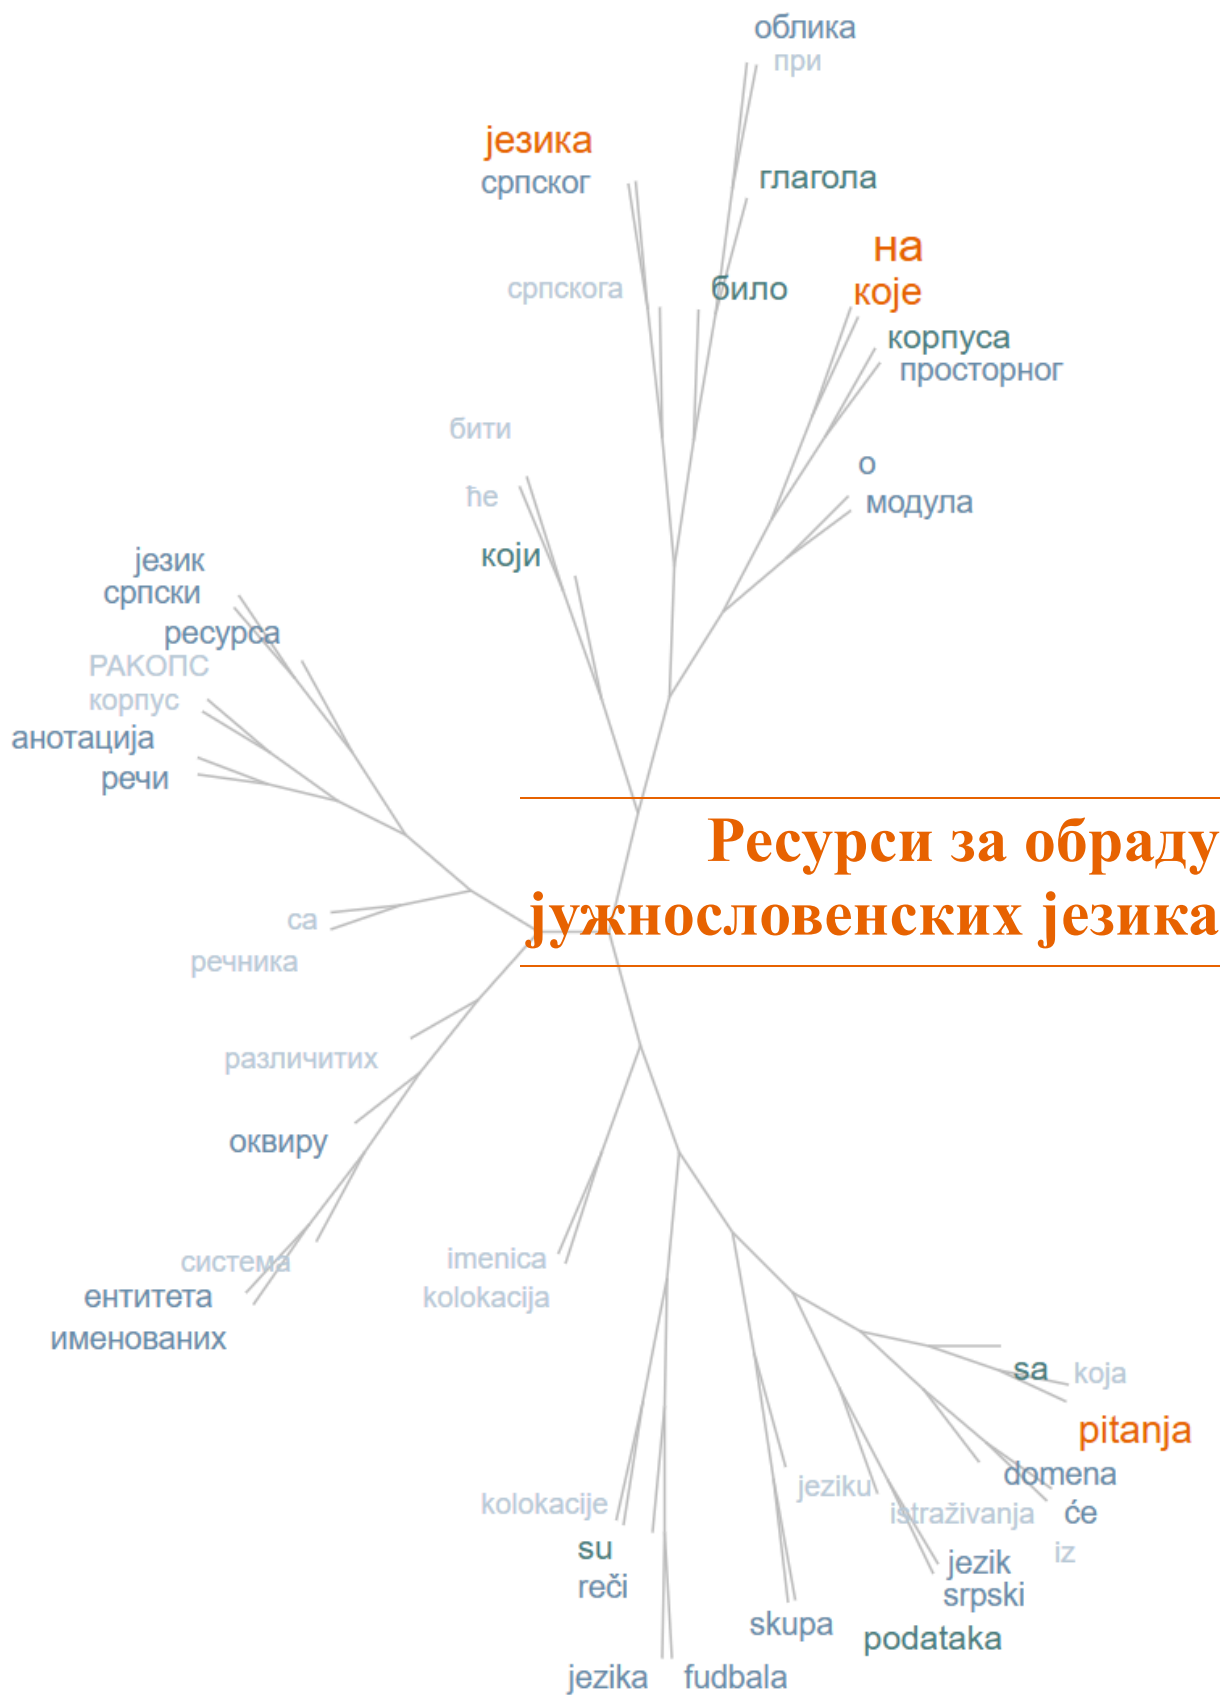 облика
при
језика
српског
глагола
на
српскога
било
које
корпуса
просторног
бити
о
ће
модула
који
језик
српски
ресурса
РАКОПС
корпус
анотација
речи
Ресурси за обраду
јужнословенских језика
са
речника
различитих
оквиру
система
ентитета
именованих
imenica
kolokacija
sa
koja
pitanja
domena
jeziku
kolokacije
istraživanja
će
su
iz
jezik
reči
srpski
skupa
podataka
jezika
fudbala